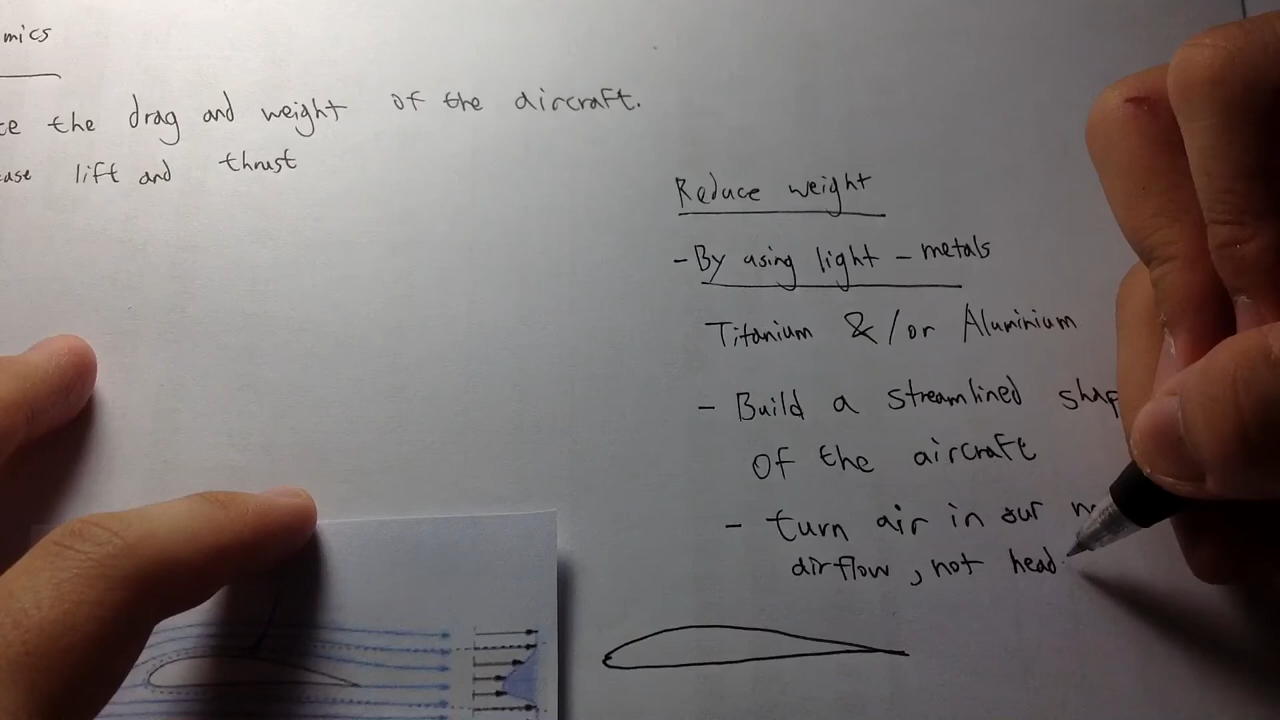 mics
the drag and weight of the aircraft.
lift and thrust
Reduce weight
- By using light - metals
Titanium & / or Aluminium
- Build a streamlined shap
of the aircraft
- turn air in our
airflow, not head